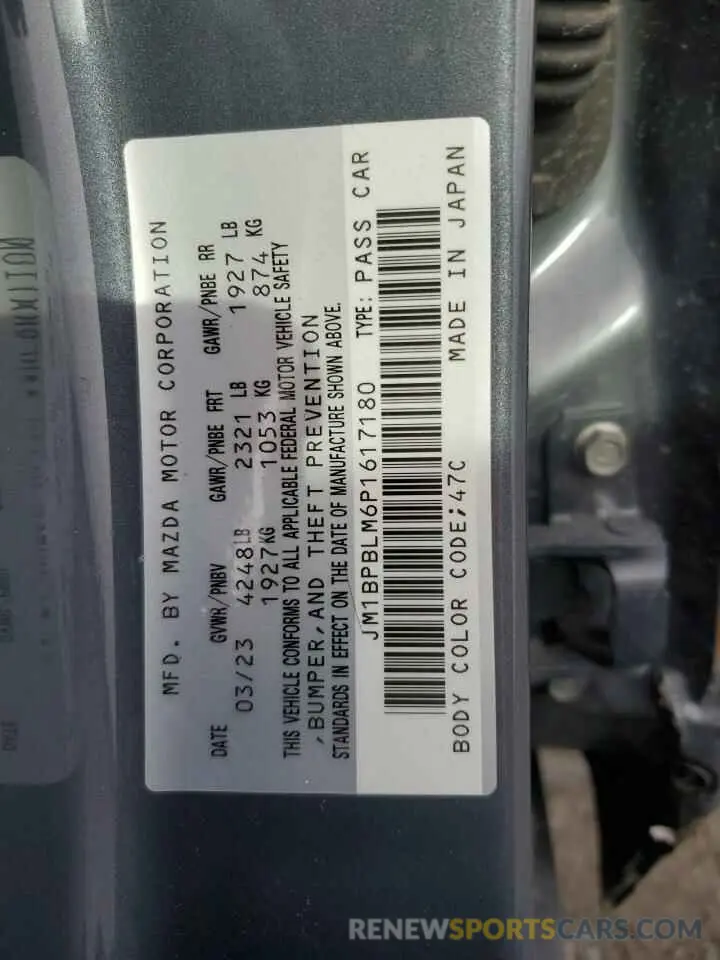 MFD. BY MAZDA MOTOR CORPORATION
DATE GVWR/PNBV GAWR/PNBE FRT GAWR/PNBE RR
03/23 4248LB 2321 LB 1927 LB
1927KG 1053 KG 874 KG
THIS VEHICLE CONFORMS TO ALL APPLICABLE FEDERAL MOTOR VEHICLE SAFETY
,BUMPER,AND THEFT PREVENTION
STANDARDS IN EFFECT ON THE DATE OF MANUFACTURE SHOWN ABOVE.
JM1BPBLM6P1617180 TYPE: PASS CAR
BODY COLOR CODE;47C MADE IN JAPAN
RENEWSPORTSCARS.COM